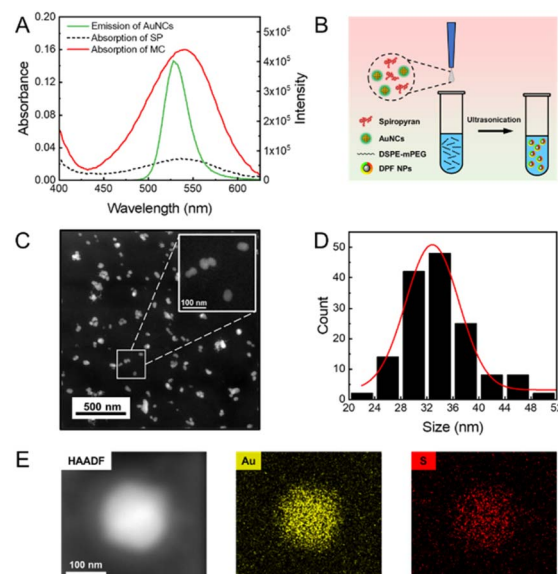 A
Emission of AuNCs
Absorption of SP
Absorption of MC
0.20
0.16
0.12
0.08
0.04
0.00
Absorbance
5x10⁵
4x10⁵
3x10⁵
2x10⁵
1x10⁵
0
Intensity
400 450 500 550 600
Wavelength (nm)
B
Spiropyran
AuNCs
DSPE-mPEG
DPF NPs
Ultrasonication
C
100 nm
500 nm
D
50
40
30
20
10
0
Count
20 24 28 32 36 40 44 48 52
Size (nm)
E
HAADF
100 nm
Au
S